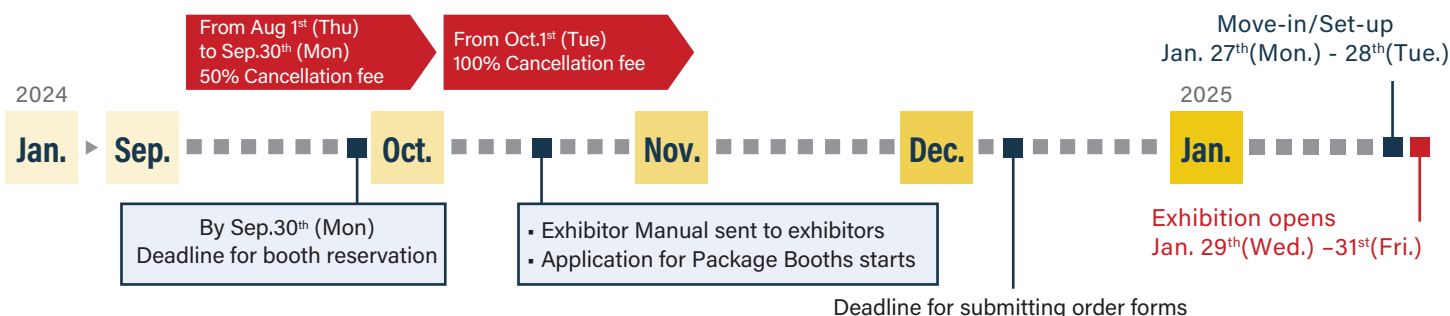 From Aug 1st (Thu)
to Sep.30th (Mon)
50% Cancellation fee
From Oct.1st (Tue)
100% Cancellation fee
Move-in/Set-up
Jan. 27th(Mon.) - 28th(Tue.)
2024
2025
Jan.
Sep.
Oct.
Nov.
Dec.
Jan.
By Sep.30th (Mon)
Deadline for booth reservation
▪ Exhibitor Manual sent to exhibitors
▪ Application for Package Booths starts
Exhibition opens
Jan. 29th(Wed.) –31st(Fri.)
Deadline for submitting order forms